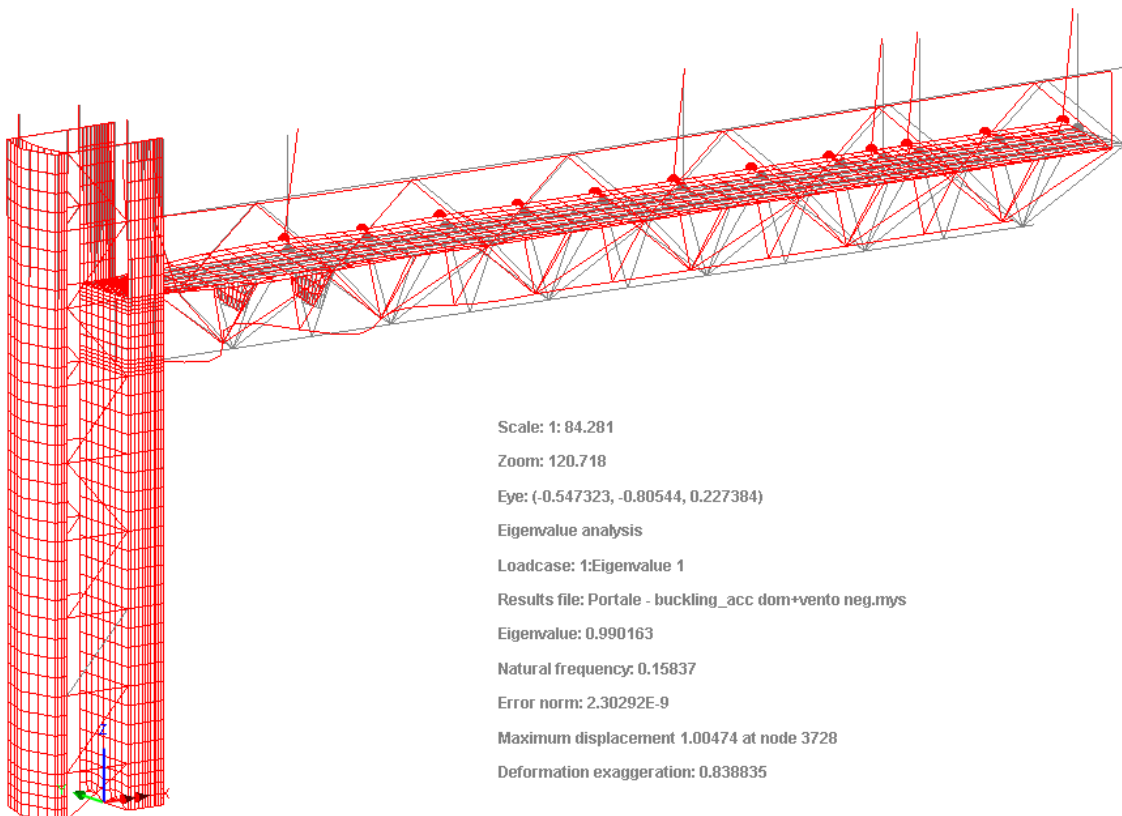 Z
X
Scale: 1: 84.281
Zoom: 120.718
Eye: (-0.547323, -0.80544, 0.227384)
Eigenvalue analysis
Loadcase: 1:Eigenvalue 1
Results file: Portale - buckling_acc dom+vento neg.mys
Eigenvalue: 0.990163
Natural frequency: 0.15837
Error norm: 2.30292E-9
Maximum displacement 1.00474 at node 3728
Deformation exaggeration: 0.838835